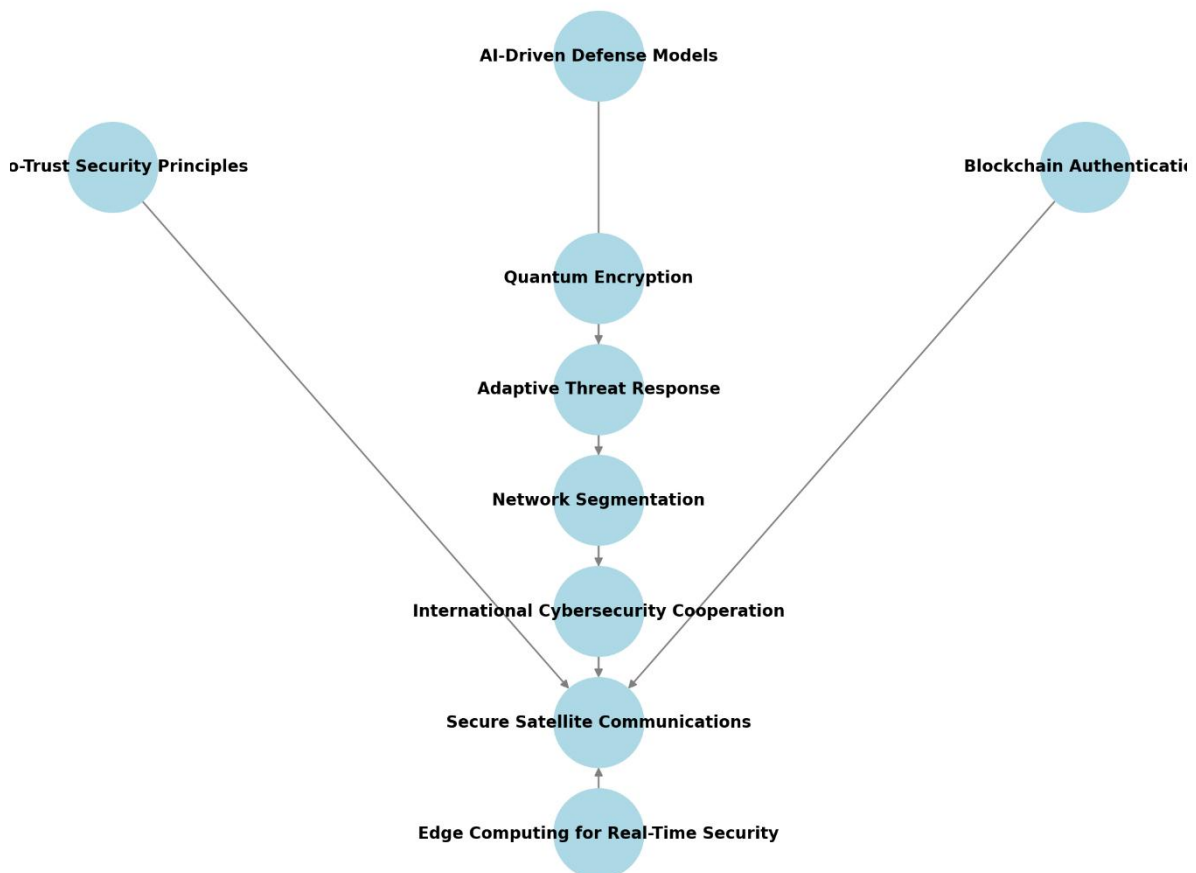 AI-Driven Defense Models
o-Trust Security Principles
Blockchain Authenticatio
Quantum Encryption
Adaptive Threat Response
Network Segmentation
International Cybersecurity Cooperation
Secure Satellite Communications
Edge Computing for Real-Time Security